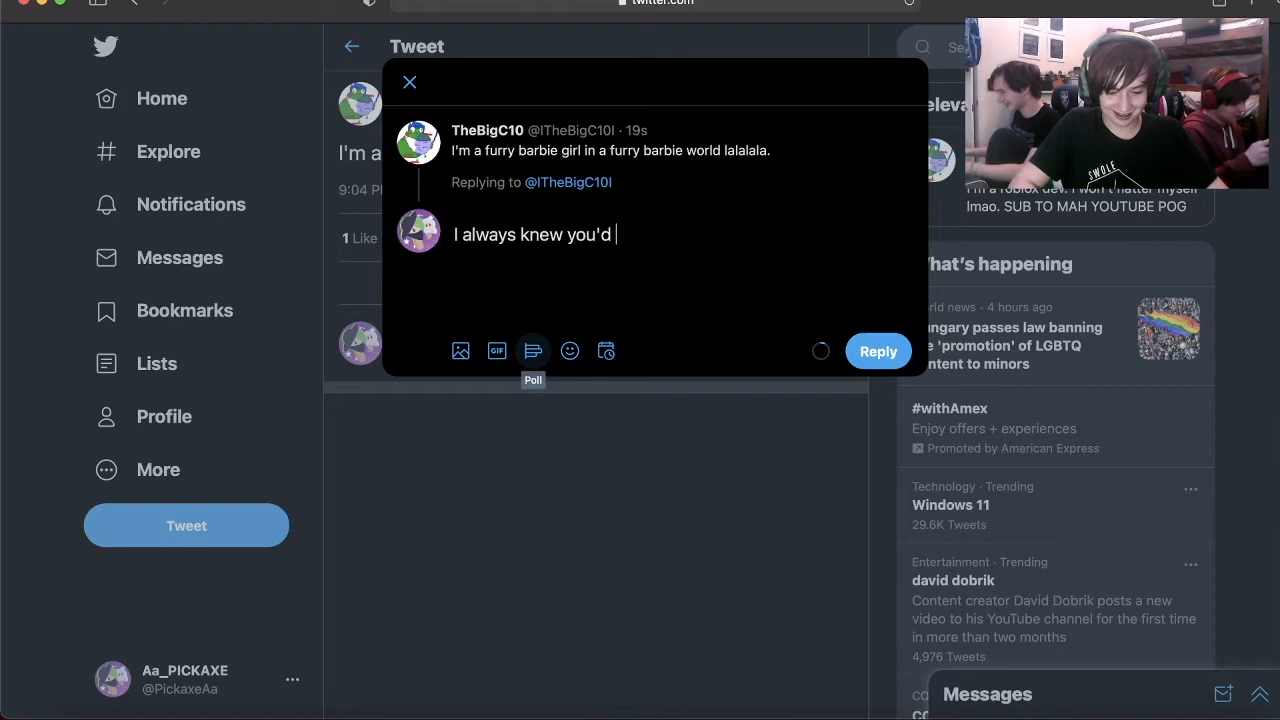 twitter.com
Home
Explore
Notifications
Messages
Bookmarks
Lists
Profile
More
Tweet
Aa_PICKAXE
@PickaxeAa
Tweet
I'm a
9:04 P
1 Like
TheBigC10 @ITheBigC10I · 19s
I'm a furry barbie girl in a furry barbie world lalalala.
Replying to @ITheBigC10I
I always knew you'd
GIF
Reply
Poll
Se
eleva
SWOLE
I'm a roblox dev. I won't flatter myself
lmao. SUB TO MAH YOUTUBE POG
hat's happening
rld news · 4 hours ago
ungary passes law banning
e 'promotion of LGBTQ
ntent to minors
#withAmex
Enjoy offers + experiences
Promoted by American Express
Technology · Trending
Windows 11
29.6K Tweets
Entertainment · Trending
david dobrik
Content creator David Dobrik posts a new
video to his YouTube channel for the first time
in more than two months
4,976 Tweets
Messages